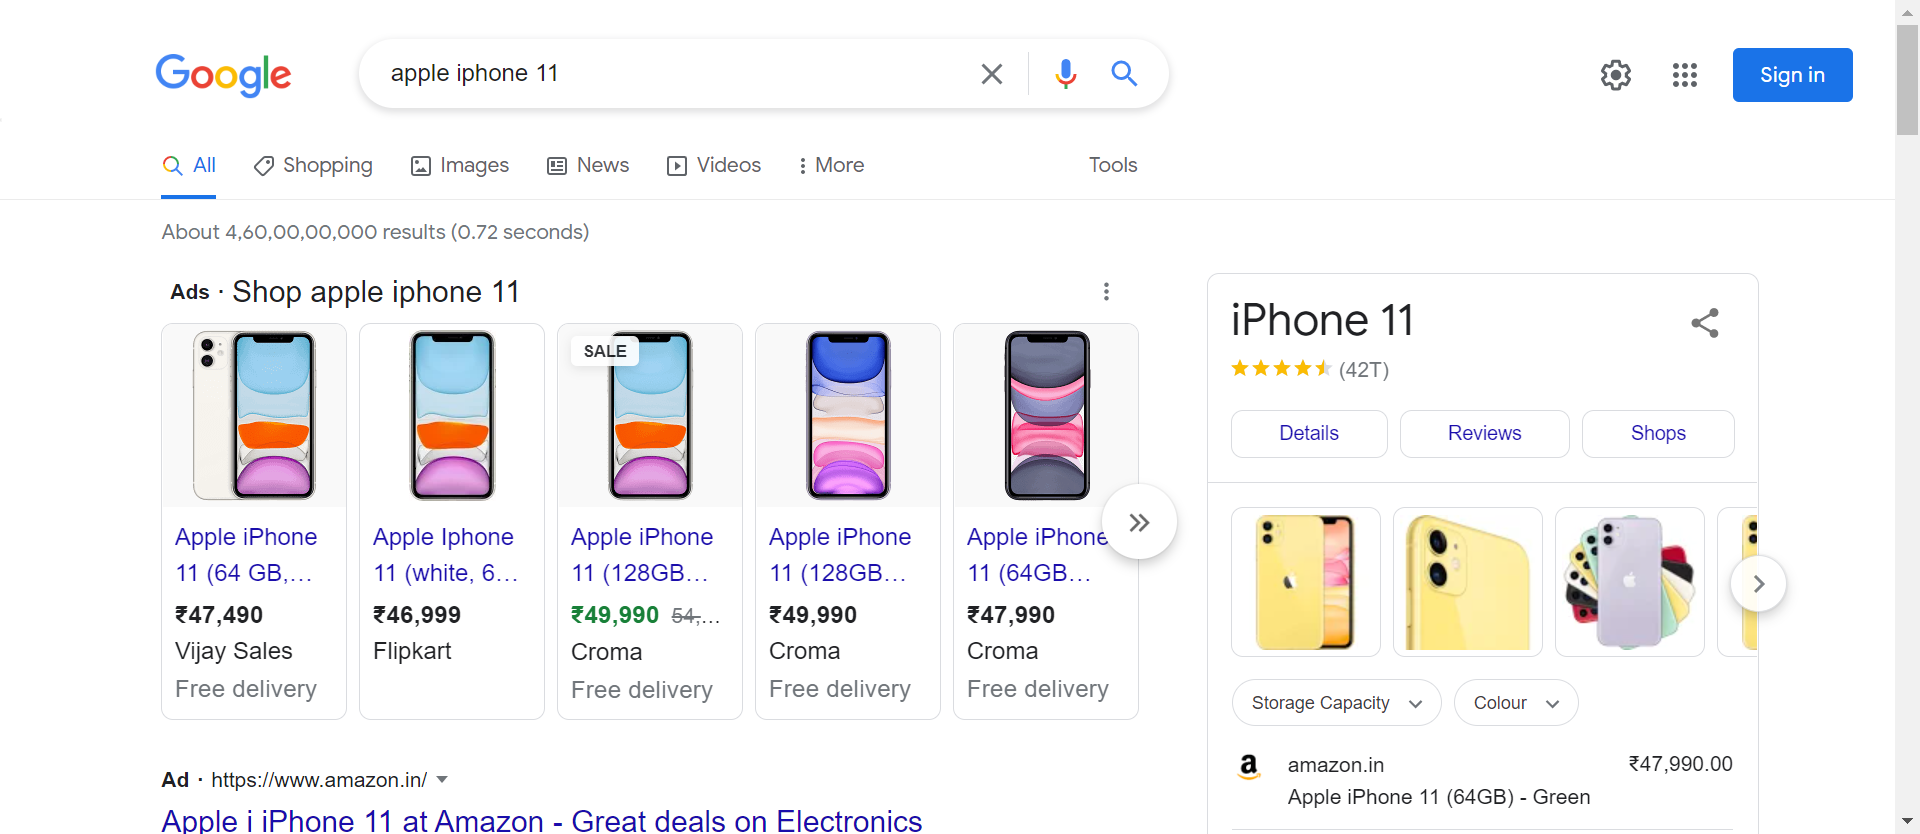 Google
apple iphone 11
Sign in
All
Shopping
Images
News
Videos
More
Tools
About 4,60,00,00,000 results (0.72 seconds)
Ads · Shop apple iphone 11
Apple iPhone
11 (64 GB,...
₹47,490
Vijay Sales
Free delivery
Apple Iphone
11 (white, 6...
₹46,999
Flipkart
SALE
Apple iPhone
11 (128GB...
₹49,990 54,...
Croma
Free delivery
Apple iPhone
11 (128GB...
₹49,990
Croma
Free delivery
Apple iPhone
11 (64GB...
₹47,990
Croma
Free delivery
Ad · https://www.amazon.in/
Apple i iPhone 11 at Amazon - Great deals on Electronics
iPhone 11
(42T)
Details
Reviews
Shops
Storage Capacity
Colour
a
amazon.in
₹47,990.00
Apple iPhone 11 (64GB) - Green